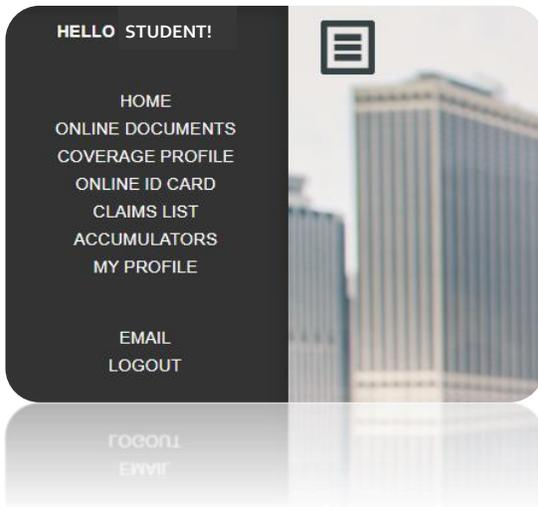 HELLO STUDENT!
HOME
ONLINE DOCUMENTS
COVERAGE PROFILE
ONLINE ID CARD
CLAIMS LIST
ACCUMULATORS
MY PROFILE
EMAIL
LOGOUT